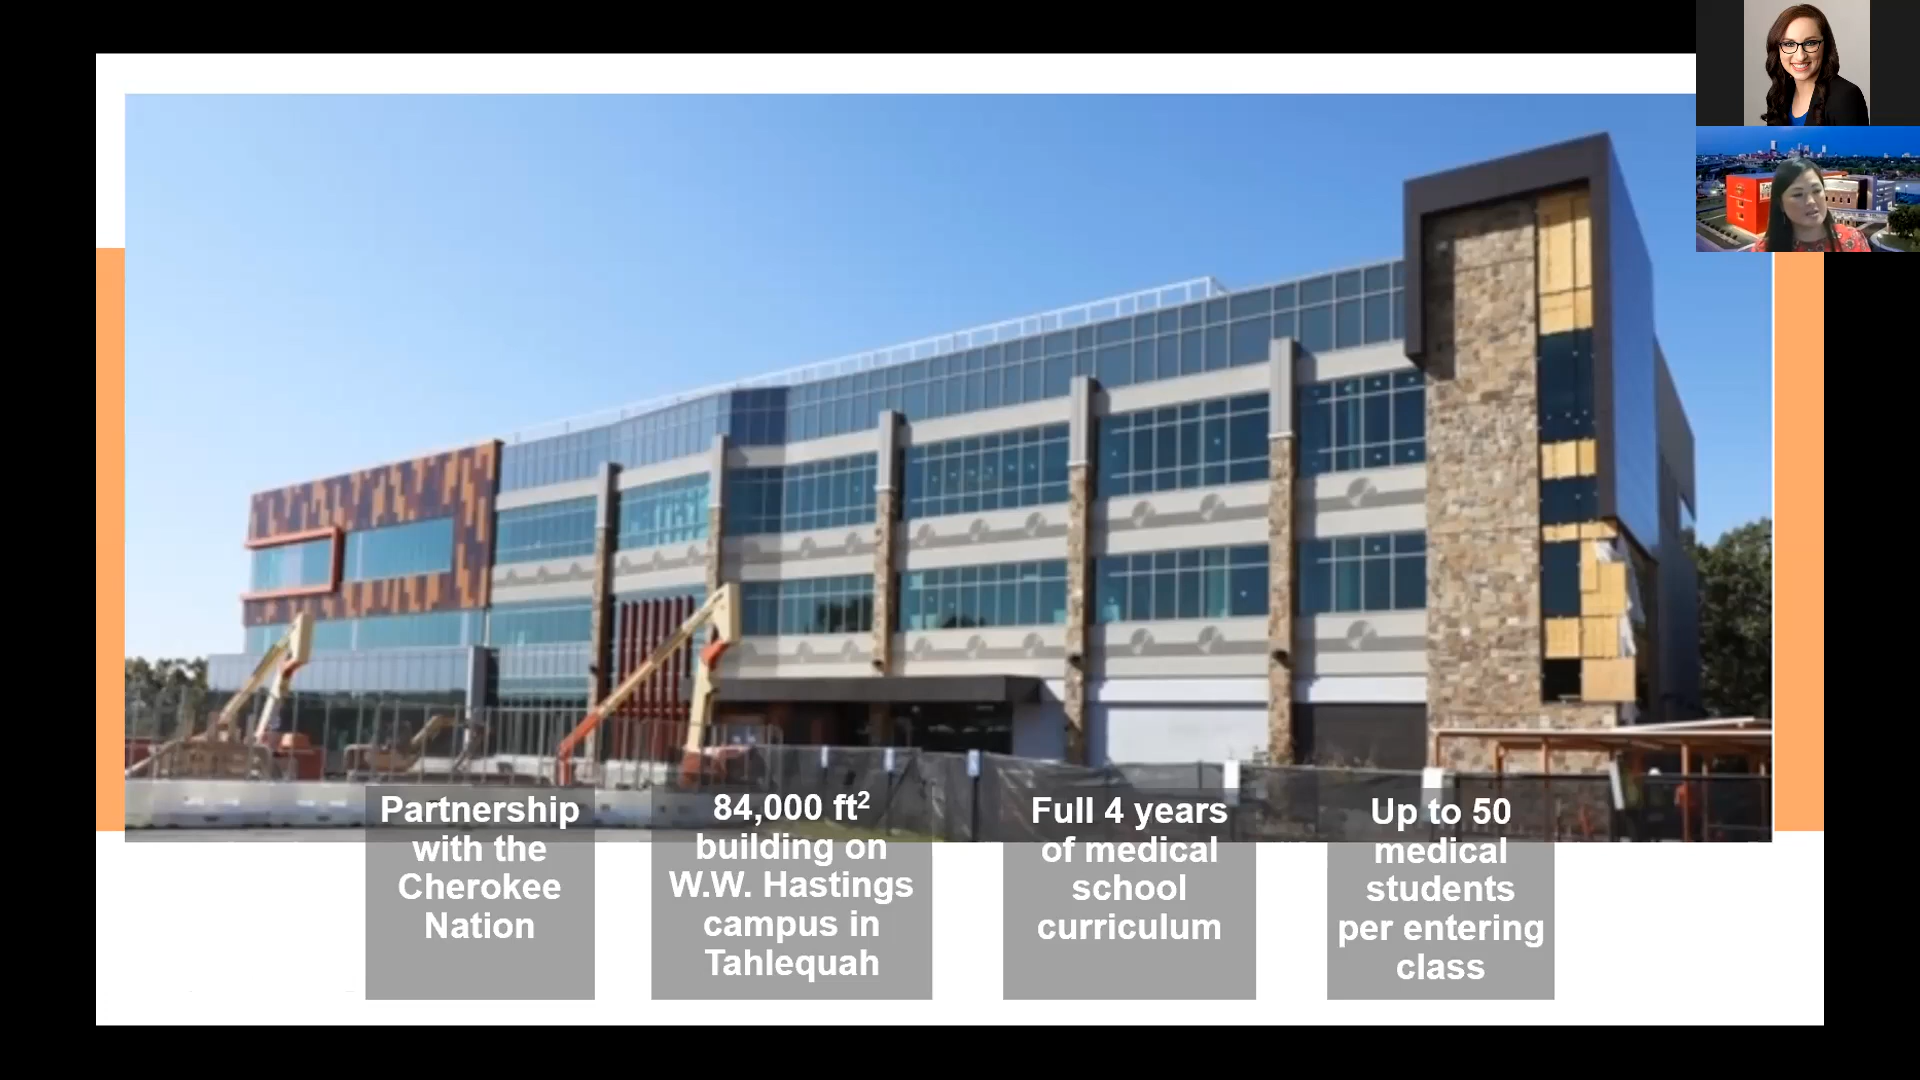 Partnership
with the
Cherokee
Nation
84,000 ft²
building on
W.W. Hastings
campus in
Tahlequah
Full 4 years
of medical
school
curriculum
Up to 50
medical
students
per entering
class